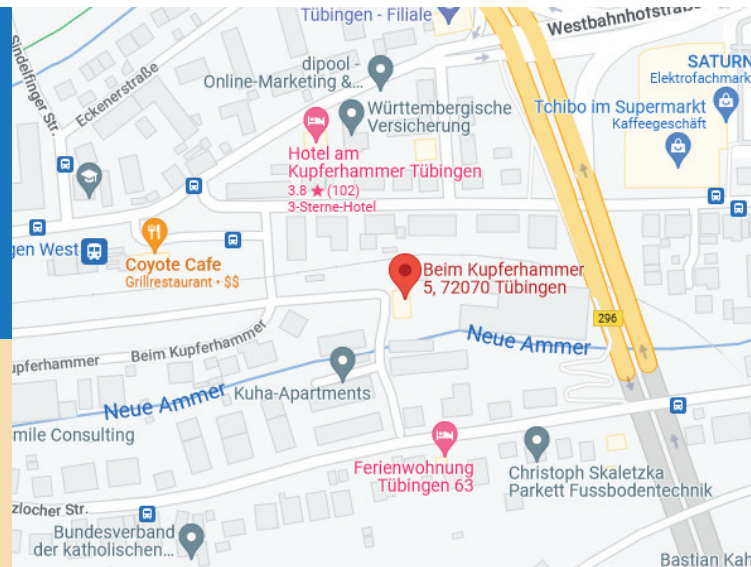 Tübingen - Filiale
Westbahnhofstraße
Sindelfinger Str.
Eckenerstraße
dipool -
Online-Marketing &...
SATURN
Elektrofachmark
Württembergische
Versicherung
Tchibo im Supermarkt
Kaffeegeschäft
Hotel am
Kupferhammer Tübingen
3.8 ★ (102)
3-Sterne-Hotel
gen West
Coyote Cafe
Grillrestaurant • $$
Beim Kupferhammer
5, 72070 Tübingen
296
upferhammer
Beim Kupferhammer
Neue Ammer
Kuha-Apartments
Neue Ammer
mile Consulting
Ferienwohnung
Tübingen 63
Christoph Skaletzka
Parkett Fussbodentechnik
zlocher Str.
Bundesverband
der katholischen...
Bastian Kah